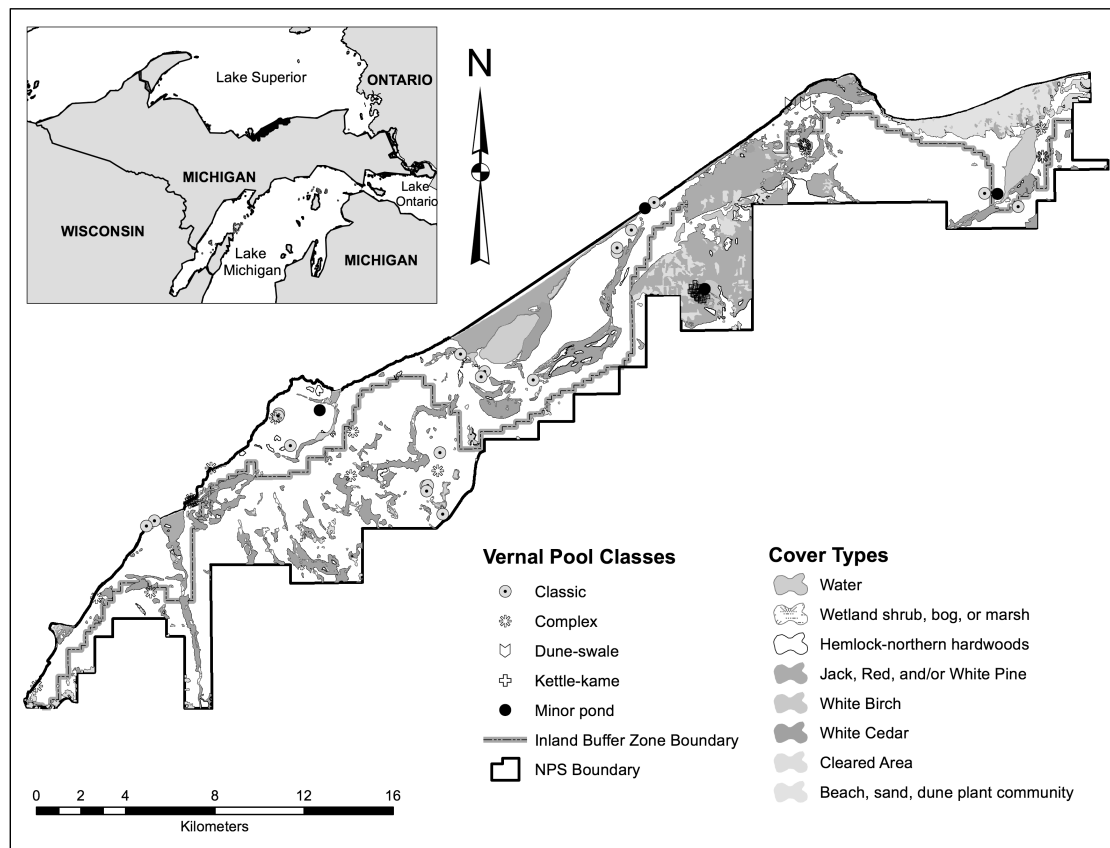 Lake Superior
ONTARIO
MICHIGAN
Lake
Ontario
WISCONSIN
Lake
Michigan
MICHIGAN
N
Vernal Pool Classes
Classic
Complex
Dune-swale
Kettle-kame
Minor pond
Inland Buffer Zone Boundary
NPS Boundary
Cover Types
Water
Wetland shrub, bog, or marsh
Hemlock-northern hardwoods
Jack, Red, and/or White Pine
White Birch
White Cedar
Cleared Area
Beach, sand, dune plant community
0 2 4 8 12 16
Kilometers